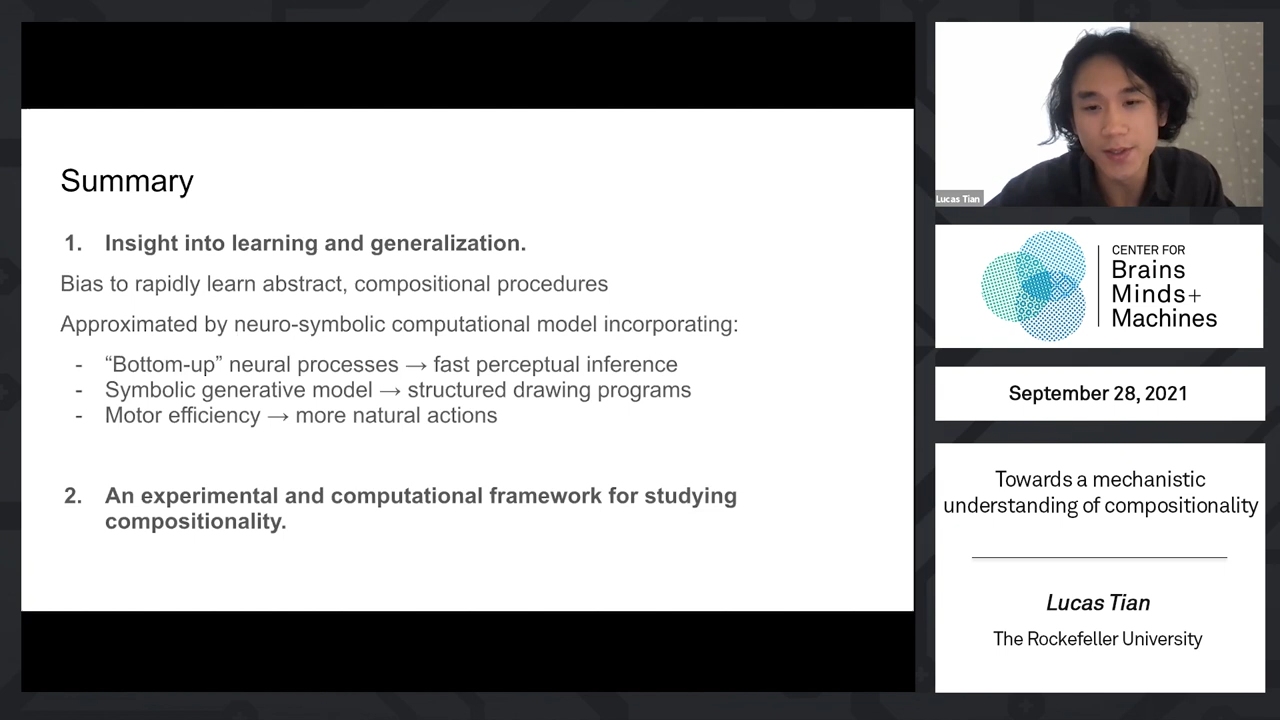 Summary
1. Insight into learning and generalization.
Bias to rapidly learn abstract, compositional procedures
Approximated by neuro-symbolic computational model incorporating:
- “Bottom-up” neural processes → fast perceptual inference
- Symbolic generative model → structured drawing programs
- Motor efficiency → more natural actions
2. An experimental and computational framework for studying
compositionality.
Lucas Tian
CENTER FOR
Brains
Minds+
Machines
September 28, 2021
Towards a mechanistic
understanding of compositionality
Lucas Tian
The Rockefeller University